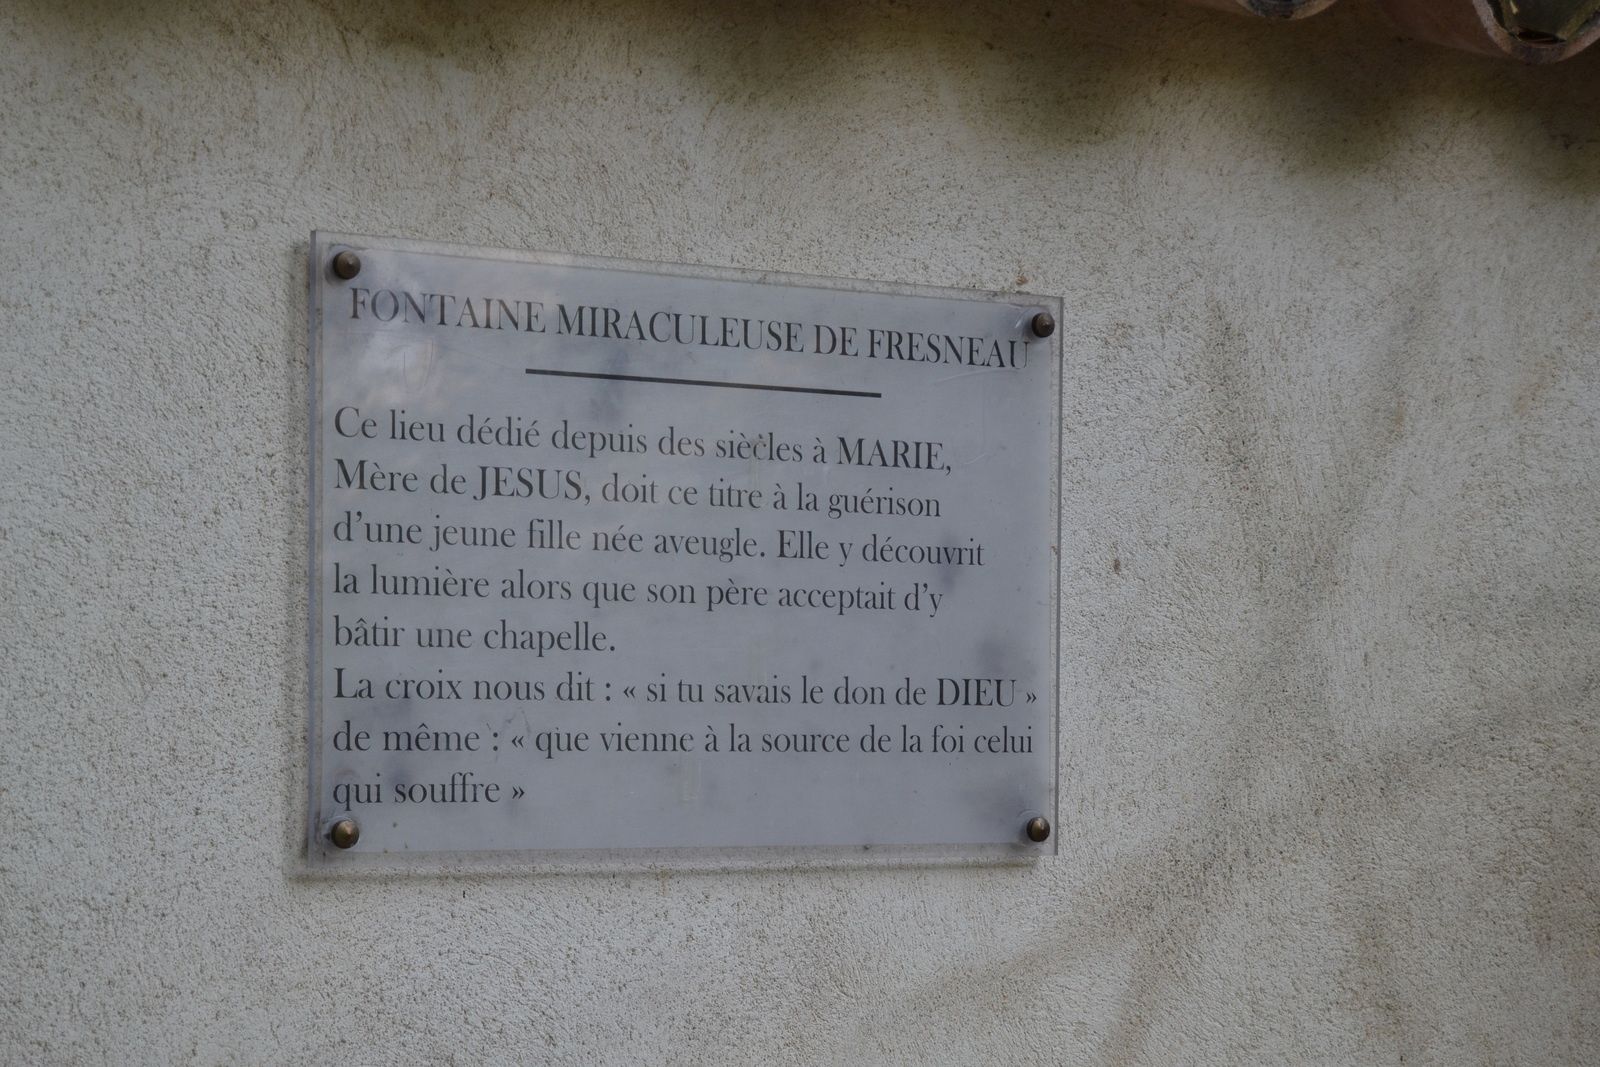 FONTAINE MIRACULEUSE DE FRESNEAU
Ce lieu dédié depuis des siècles à MARIE,
Mère de JESUS, doit ce titre à la guérison
d’une jeune fille née aveugle. Elle y découvrit
la lumière alors que son père acceptait d’y
bâtir une chapelle.
La croix nous dit : « si tu savais le don de DIEU »
de même : « que vienne à la source de la foi celui
qui souffre »